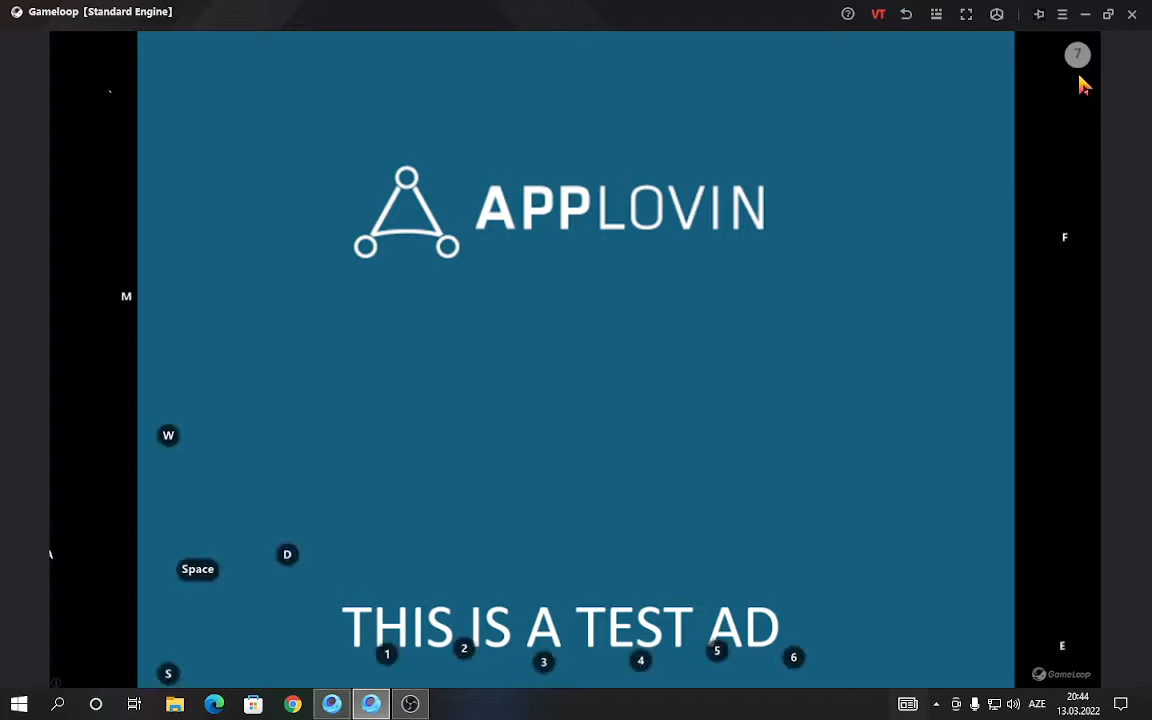 Gameloop【Standard Engine】
VT
7
`
F
M
APPLOVIN
W
A
D
Space
THIS IS A TEST AD
1
2
3
4
5
6
E
S
GameLoop
AZE
20:44
13.03.2022